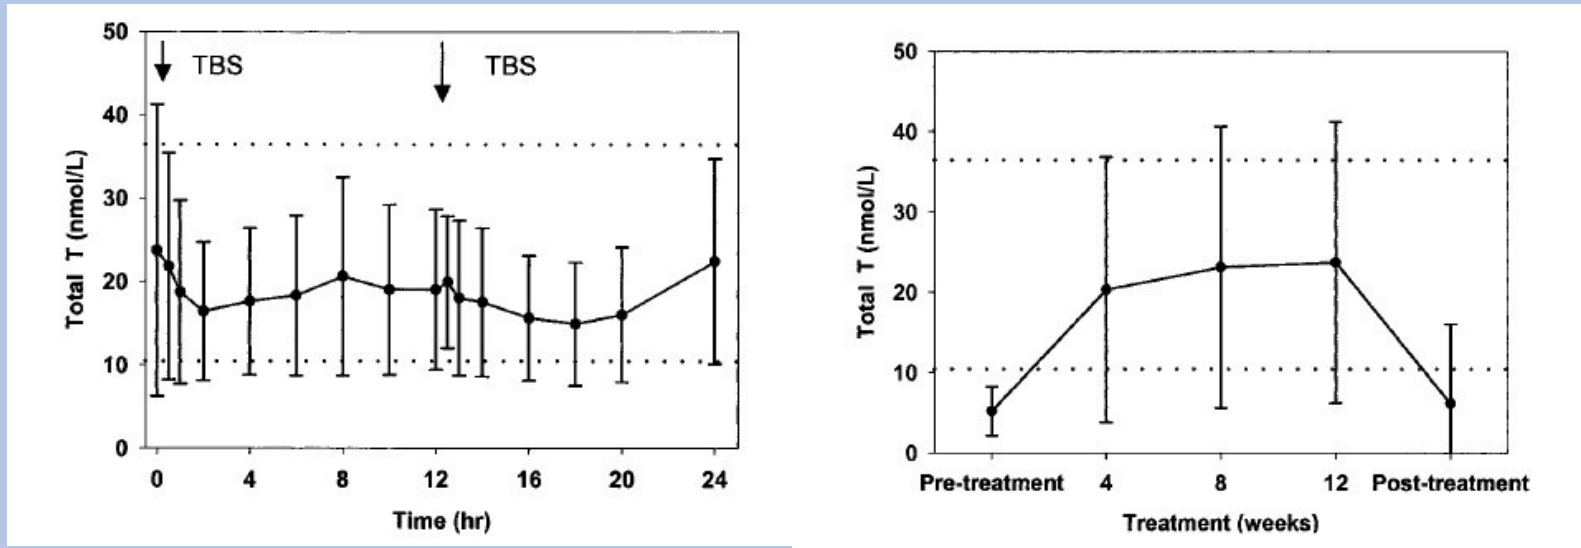 50
40
30
20
10
0
Total T (nmol/L)
TBS
TBS
0 4 8 12 16 20 24
Time (hr)
50
40
30
20
10
0
Total T (nmol/L)
Pre-treatment 4 8 12 Post-treatment
Treatment (weeks)